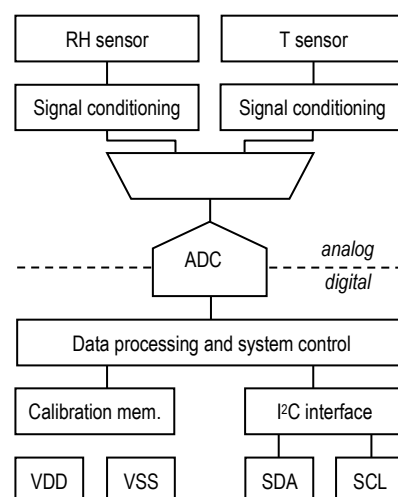 RH sensor
T sensor
Signal conditioning
Signal conditioning
ADC
analog
digital
Data processing and system control
Calibration mem.
I²C interface
VDD
VSS
SDA
SCL